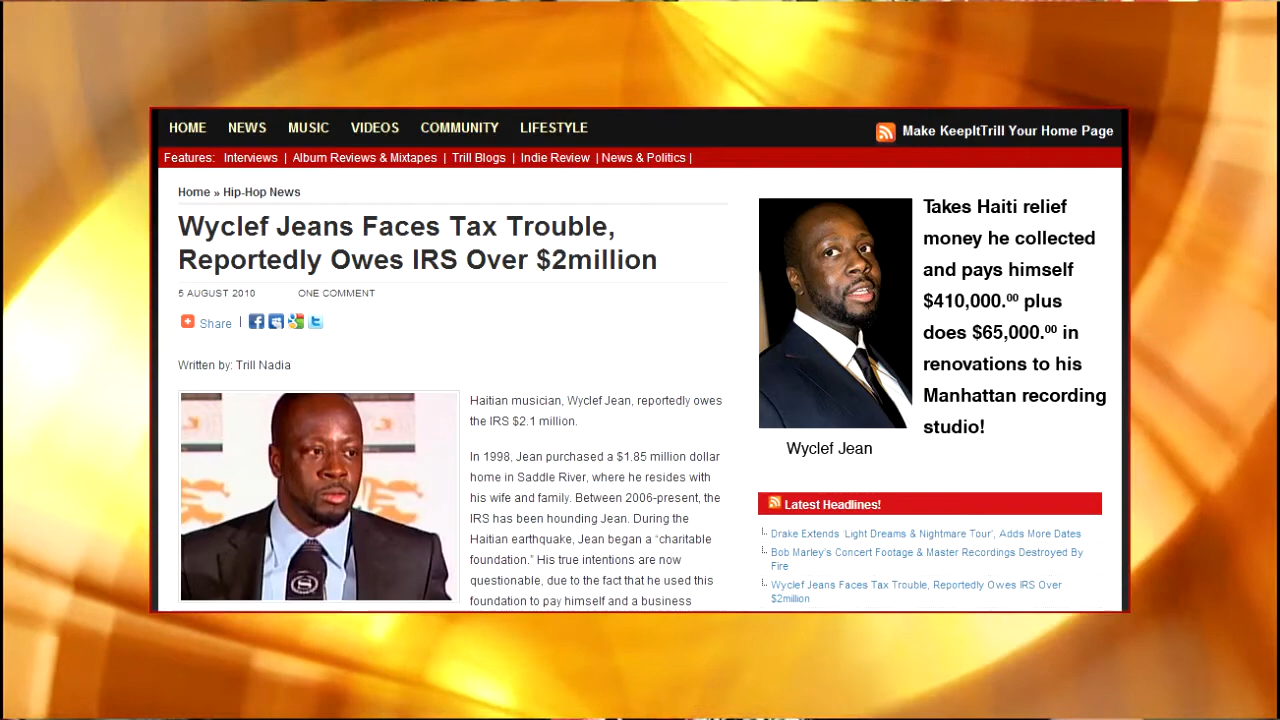 HOME NEWS MUSIC VIDEOS COMMUNITY LIFESTYLE
Make KeepItTrill Your Home Page
Features: Interviews | Album Reviews & Mixtapes | Trill Blogs | Indie Review | News & Politics |
Home » Hip-Hop News
Wyclef Jeans Faces Tax Trouble,
Reportedly Owes IRS Over $2million
5 AUGUST 2010 ONE COMMENT
Share |
Written by: Trill Nadia
Haitian musician, Wyclef Jean, reportedly owes
the IRS $2.1 million.
In 1998, Jean purchased a $1.85 million dollar
home in Saddle River, where he resides with
his wife and family. Between 2006-present, the
IRS has been hounding Jean. During the
Haitian earthquake, Jean began a "charitable
foundation." His true intentions are now
questionable, due to the fact that he used this
foundation to pay himself and a business
Takes Haiti relief
money he collected
and pays himself
$410,000.00 plus
does $65,000.00 in
renovations to his
Manhattan recording
studio!
Wyclef Jean
Latest Headlines!
Drake Extends 'Light Dreams & Nightmare Tour', Adds More Dates
Bob Marley's Concert Footage & Master Recordings Destroyed By
Fire
Wyclef Jeans Faces Tax Trouble, Reportedly Owes IRS Over
$2million